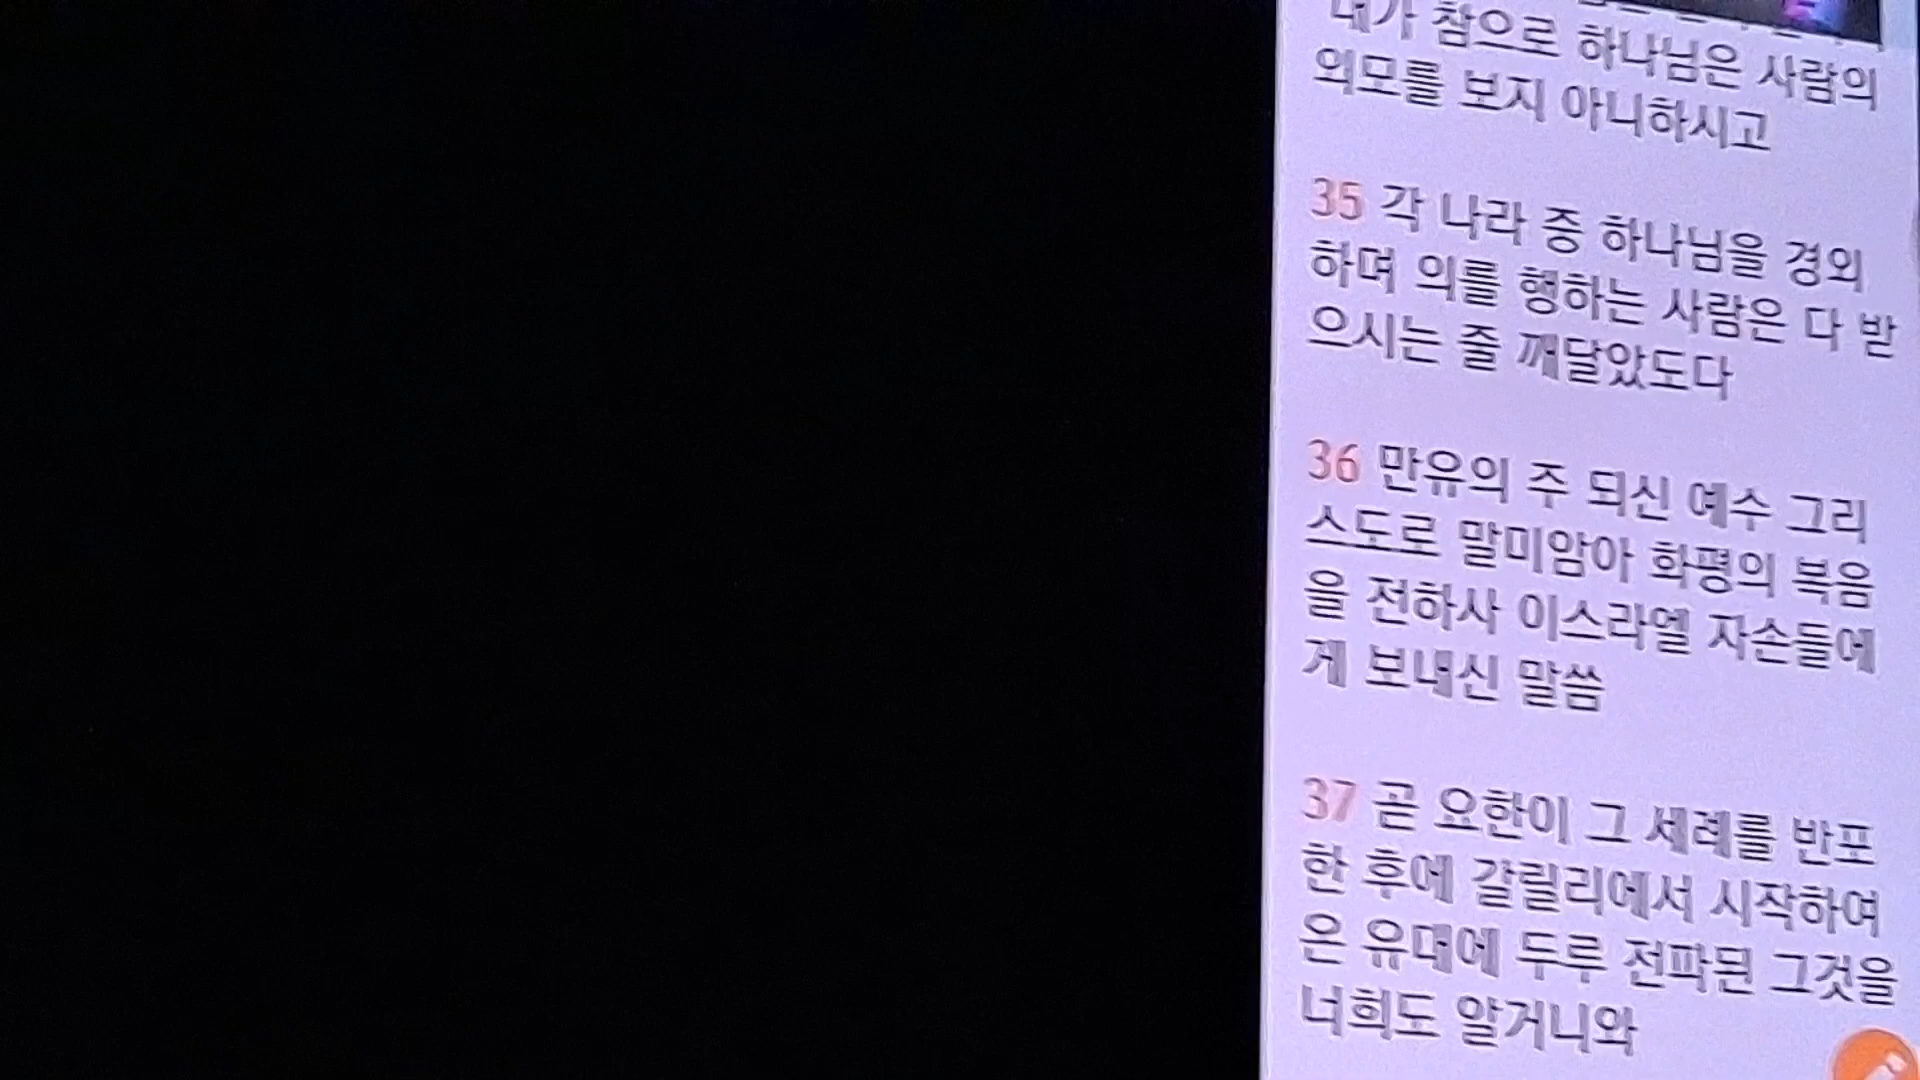 내가 참으로 하나님은 사람의
외모를 보지 아니하시고
35 각 나라 중 하나님을 경외
하며 의를 행하는 사람은 다 받
으시는 줄 깨달았도다
36 만유의 주 되신 예수 그리
스도로 말미암아 화평의 복음
을 전하사 이스라엘 자손들에
게 보내신 말씀
37 곧 요한이 그 세례를 반포
한 후에 갈릴리에서 시작하여
온 유대에 두루 전파된 그것을
너희도 알거니와